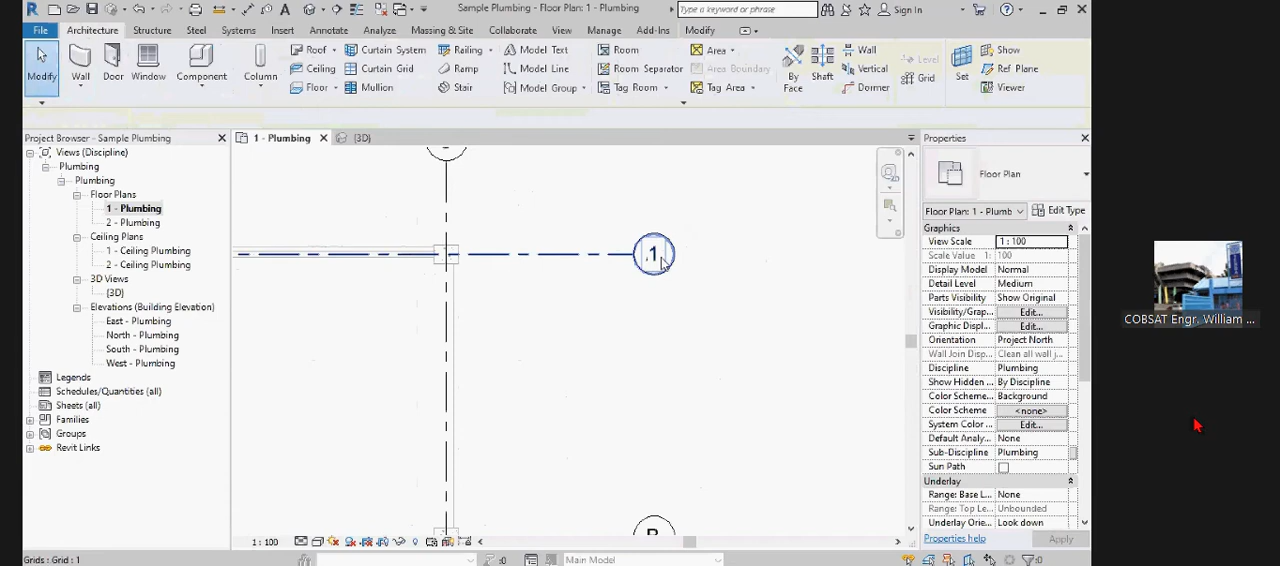 Sample Plumbing - Floor Plan: 1 - Plumbing
Type a keyword or phrase
Sign In
File Architecture Structure Steel Systems Insert Annotate Analyze Massing & Site Collaborate View Manage Add-Ins Modify
Modify
Wall
Door
Window
Component
Column
Roof
Ceiling
Floor
Curtain System
Curtain Grid
Mullion
Railing
Ramp
Stair
Model Text
Model Line
Model Group
Room
Room Separator
Tag Room
Area
Area Boundary
Tag Area
By
Face
Shaft
Wall
Vertical
Dormer
Level
Grid
Set
Show
Ref Plane
Viewer
Project Browser - Sample Plumbing
Views (Discipline)
Plumbing
Plumbing
Floor Plans
1 - Plumbing
2 - Plumbing
Ceiling Plans
1 - Ceiling Plumbing
2 - Ceiling Plumbing
3D Views
{3D}
Elevations (Building Elevation)
East - Plumbing
North - Plumbing
South - Plumbing
West - Plumbing
Legends
Schedules/Quantities (all)
Sheets (all)
Families
Groups
Revit Links
1 - Plumbing
{3D}
1
1 : 100
Main Model
:0
:0
Grids : Grid : 1
Properties
Floor Plan
Floor Plan: 1 - Plumb
Edit Type
Graphics
View Scale 1 : 100
Scale Value 1: 100
Display Model Normal
Detail Level Medium
Parts Visibility Show Original
Visibility/Grap... Edit...
Graphic Displ... Edit...
Orientation Project North
Wall Join Disp... Clean all wall j...
Discipline Plumbing
Show Hidden ... By Discipline
Color Scheme ... Background
Color Scheme <none>
System Color ... Edit...
Default Analy... None
Sub-Discipline Plumbing
Sun Path
Underlay
Range: Base L... None
Range: Top Le... Unbounded
Underlay Orie... Look down
Properties help
Apply
COBSAT Engr. William ...